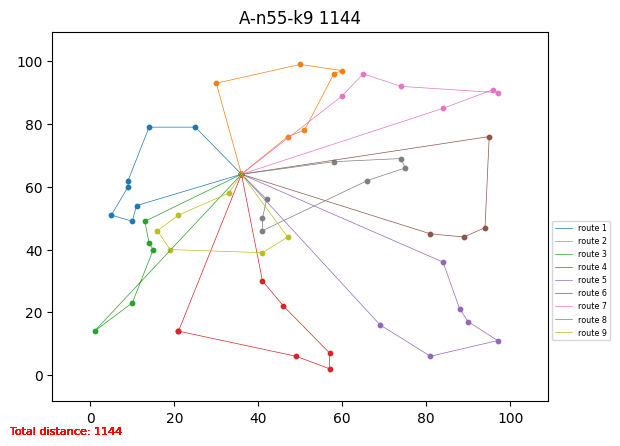 A-n55-k9 1144
100
80
60
40
20
0
0 20 40 60 80 100
route 1
route 2
route 3
route 4
route 5
route 6
route 7
route 8
route 9
Total distance: 1144